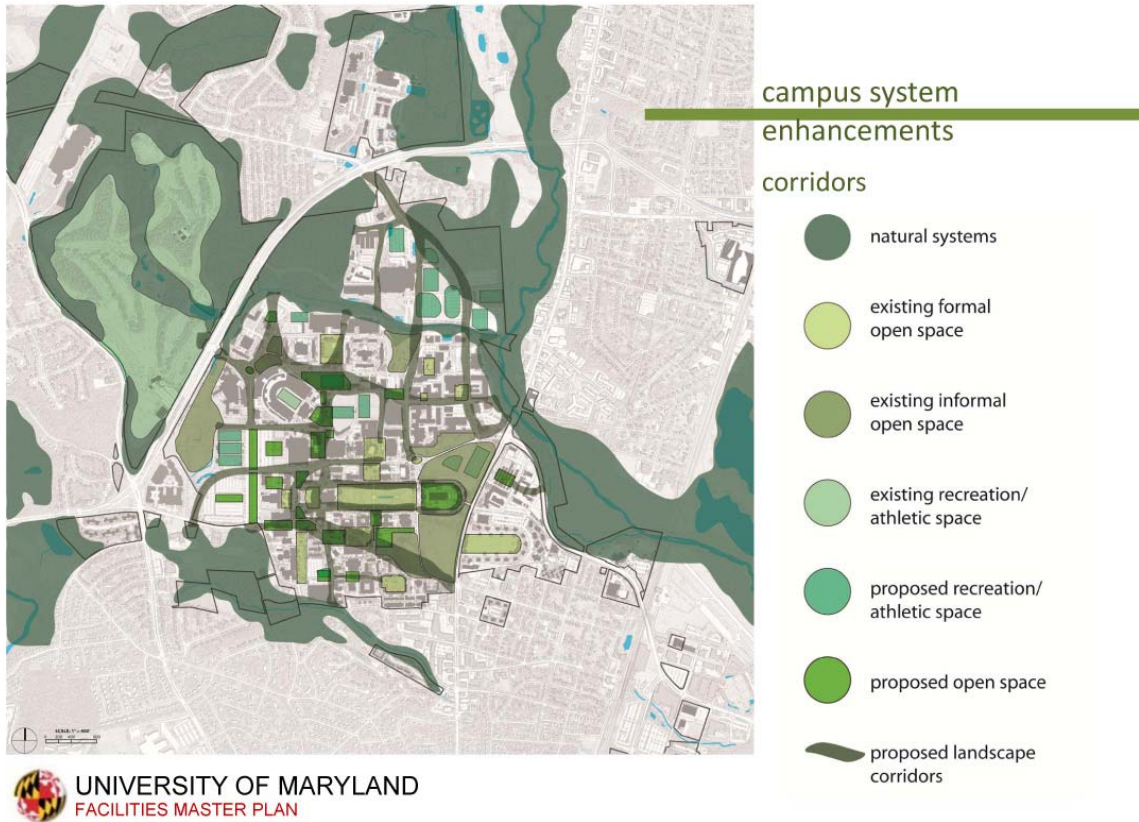 campus system
enhancements
corridors
natural systems
existing formal
open space
existing informal
open space
existing recreation/
athletic space
proposed recreation/
athletic space
proposed open space
proposed landscape
corridors
UNIVERSITY OF MARYLAND
FACILITIES MASTER PLAN